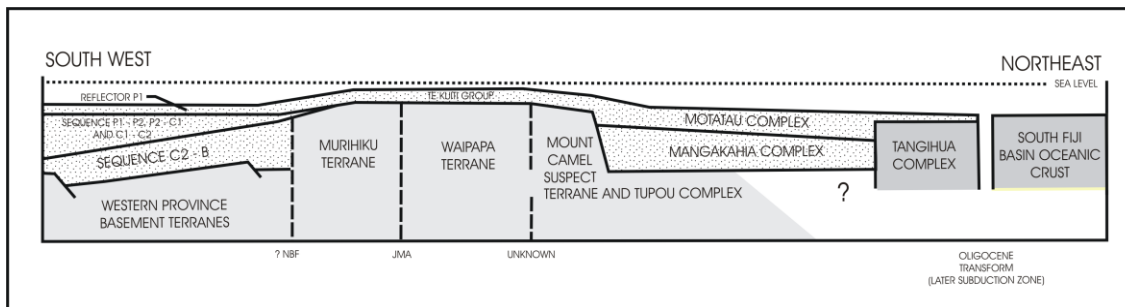 SOUTH WEST
NORTHEAST
SEA LEVEL
REFLECTOR P1
TE KUITI GROUP
SEQUENCE P1 - P2, P2 - C1
AND C1 - C2
MOTATAU COMPLEX
SEQUENCE C2 - B
MANGAKAHIA COMPLEX
MURIHIKU
TERRANE
WAIPAPA
TERRANE
MOUNT
CAMEL
SUSPECT
TERRANE AND TUPOU COMPLEX
TANGIHUA
COMPLEX
SOUTH FIJI
BASIN OCEANIC
CRUST
WESTERN PROVINCE
BASEMENT TERRANES
?
? NBF
JMA
UNKNOWN
OLIGOCENE
TRANSFORM
(LATER SUBDUCTION ZONE)